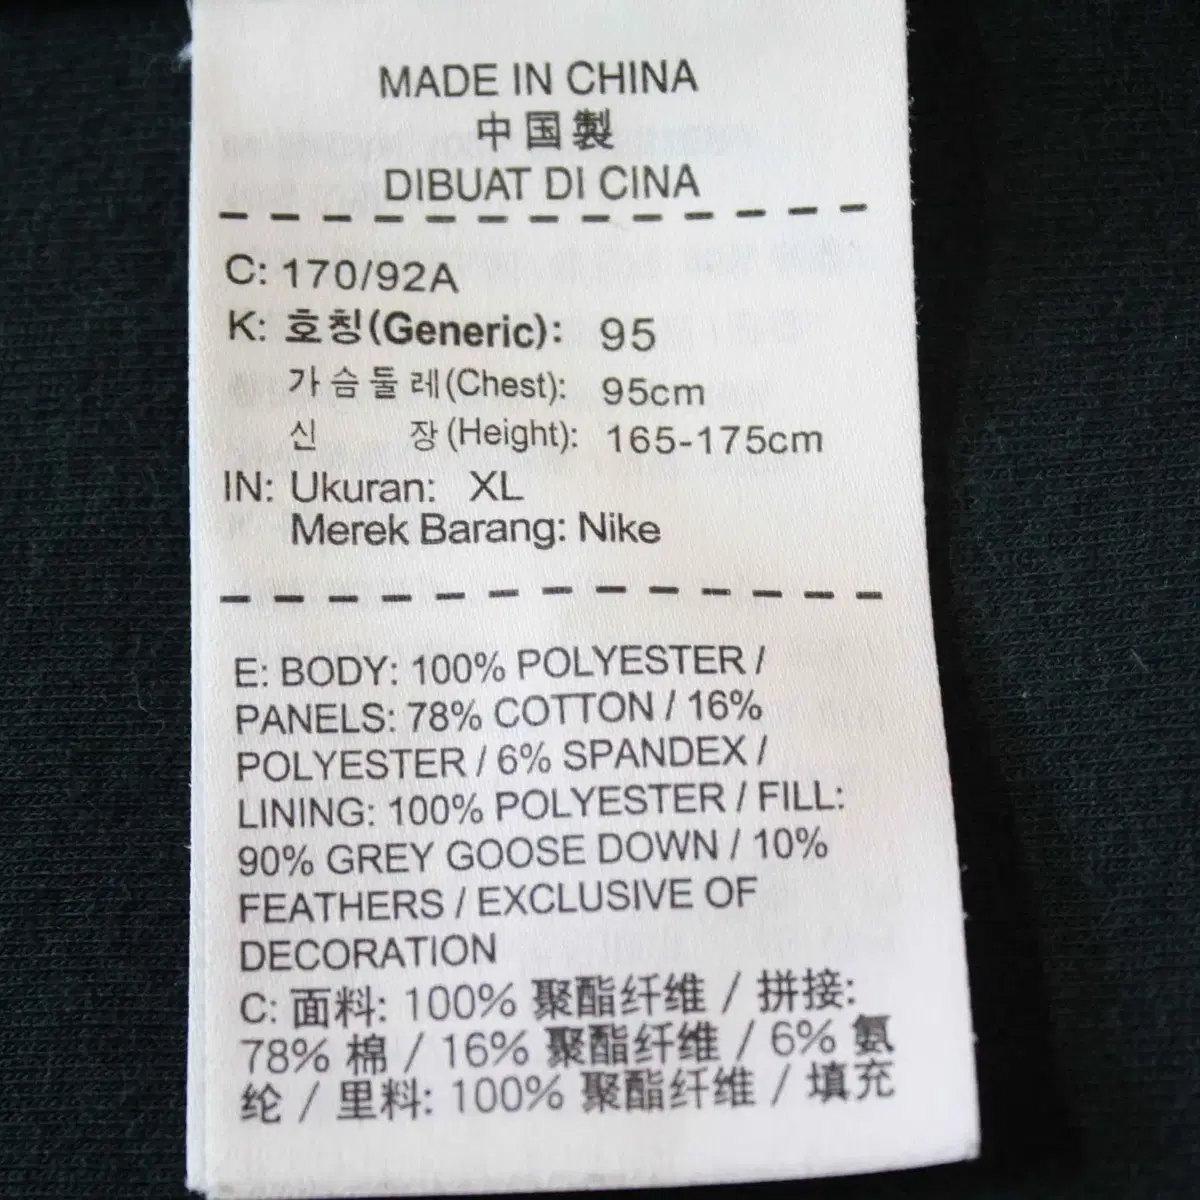 MADE IN CHINA
中国製
DIBUAT DI CINA
C: 170/92A
K: 호칭(Generic): 95
가슴둘레(Chest): 95cm
신 장(Height): 165-175cm
IN: Ukuran: XL
Merek Barang: Nike
E: BODY: 100% POLYESTER /
PANELS: 78% COTTON / 16%
POLYESTER / 6% SPANDEX /
LINING: 100% POLYESTER / FILL:
90% GREY GOOSE DOWN / 10%
FEATHERS / EXCLUSIVE OF
DECORATION
C: 面料: 100% 聚酯纤维 / 拼接:
78% 棉 / 16% 聚酯纤维 / 6% 氨
纶 / 里料: 100% 聚酯纤维 / 填充